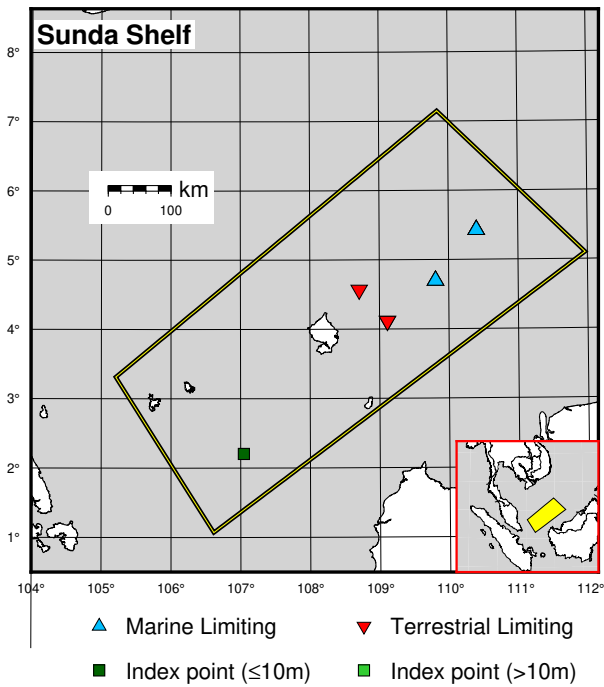 Sunda Shelf
8°
7°
6°
5°
4°
3°
2°
1°
km
0 100
104° 105° 106° 107° 108° 109° 110° 111° 112°
Marine Limiting
Terrestrial Limiting
Index point (≤10m)
Index point (>10m)